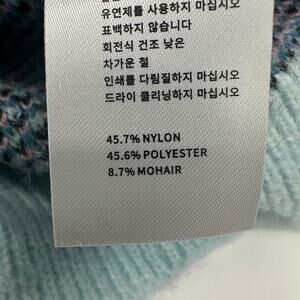 유연제를 사용하지 마십시오
표백하지 않습니다
회전식 건조 낮은
차가운 철
인쇄를 다림질하지 마십시오
드라이 클리닝하지 마십시오
45.7% NYLON
45.6% POLYESTER
8.7% MOHAIR